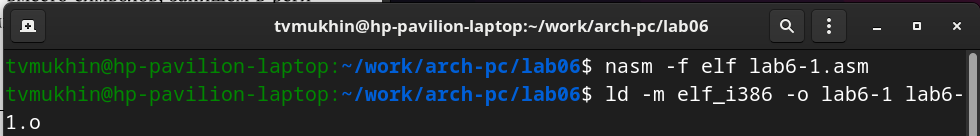 tvmukhin@hp-pavilion-laptop:~/work/arch-pc/lab06
tvmukhin@hp-pavilion-laptop:~/work/arch-pc/lab06$ nasm -f elf lab6-1.asm
tvmukhin@hp-pavilion-laptop:~/work/arch-pc/lab06$ ld -m elf_i386 -o lab6-1 lab6-
1.o